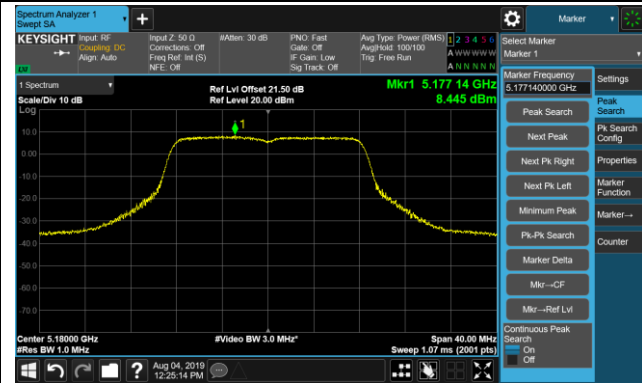 Spectrum Analyzer 1
Swept SA
Marker
KEYSIGHT
Input: RF
Coupling: DC
Align: Auto
Input Z: 50 Ω
Corrections: Off
Freq Ref: Int (S)
NFE: Off
#Atten: 30 dB
PNO: Fast
Gate: Off
IF Gain: Low
Sig Track: Off
Avg Type: Power (RMS)
Avg|Hold: 100/100
Trig: Free Run
1 2 3 4 5 6
A W W W W W
A N N N N N
Select Marker
Marker 1
1 Spectrum
Scale/Div 10 dB
Log
Ref Lvl Offset 21.50 dB
Ref Level 20.00 dBm
Mkr1 5.177 14 GHz
8.445 dBm
1
10.0
0.00
-10.0
-20.0
-30.0
-40.0
-50.0
-60.0
-70.0
Center 5.18000 GHz
#Res BW 1.0 MHz
#Video BW 3.0 MHz*
Span 40.00 MHz
Sweep 1.07 ms (2001 pts)
Marker Frequency
5.177140000 GHz
Peak Search
Next Peak
Next Pk Right
Next Pk Left
Minimum Peak
Pk-Pk Search
Marker Delta
Mkr→CF
Mkr→Ref Lvl
Continuous Peak
Search
On
Off
Settings
Peak
Search
Pk Search
Config
Properties
Marker
Function
Marker→
Counter
Aug 04, 2019
12:25:14 PM